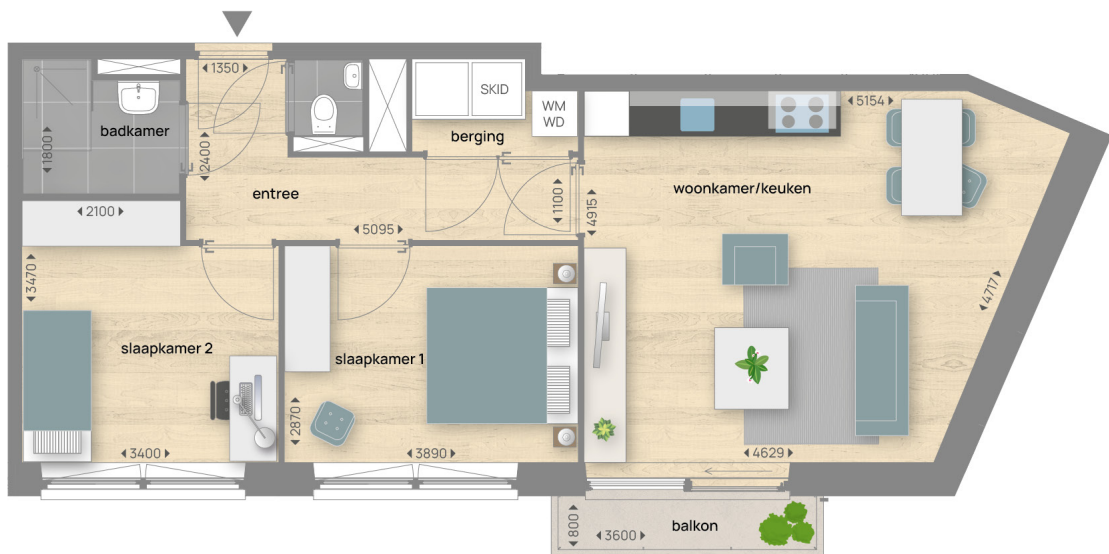 1350
SKID
WM
WD
5154
badkamer
1800
2400
berging
entree
woonkamer/keuken
2100
5095
1100
4915
3470
4717
slaapkamer 2
slaapkamer 1
2870
3400
3890
4629
800
3600
balkon